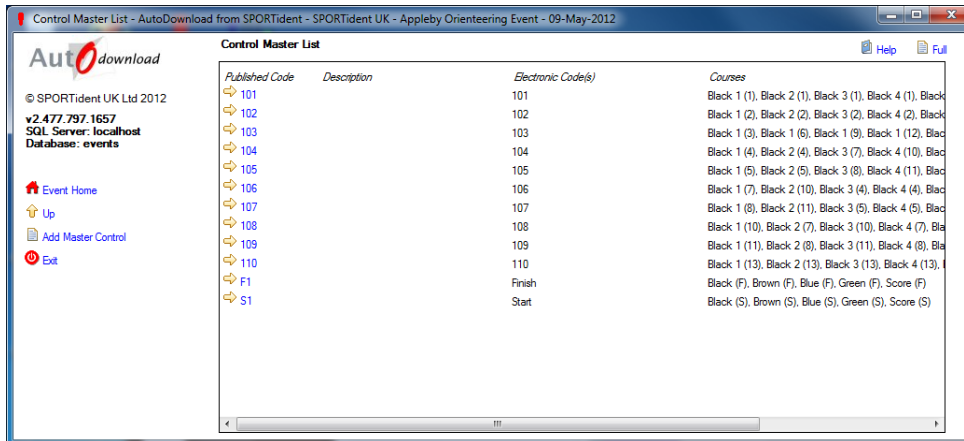 Control Master List - AutoDownload from SPORTident - SPORTident UK - Appleby Orienteering Event - 09-May-2012
Auto download
Control Master List
Help
Full
© SPORTident UK Ltd 2012
v2.477.797.1657
SQL Server: localhost
Database: events
Event Home
Up
Add Master Control
Exit
Published Code Description Electronic Code(s) Courses
101 101 Black 1 (1), Black 2 (1), Black 3 (1), Black 4 (1), Black
102 102 Black 1 (2), Black 2 (2), Black 3 (2), Black 4 (2), Black
103 103 Black 1 (3), Black 1 (6), Black 1 (9), Black 1 (12), Blac
104 104 Black 1 (4), Black 2 (4), Black 3 (7), Black 4 (10), Blac
105 105 Black 1 (5), Black 2 (5), Black 3 (8), Black 4 (11), Blac
106 106 Black 1 (7), Black 2 (10), Black 3 (4), Black 4 (4), Blac
107 107 Black 1 (8), Black 2 (11), Black 3 (5), Black 4 (5), Blac
108 108 Black 1 (10), Black 2 (7), Black 3 (10), Black 4 (7), Bla
109 109 Black 1 (11), Black 2 (8), Black 3 (11), Black 4 (8), Bla
110 110 Black 1 (13), Black 2 (13), Black 3 (13), Black 4 (13),
F1 Finish Black (F), Brown (F), Blue (F), Green (F), Score (F)
S1 Start Black (S), Brown (S), Blue (S), Green (S), Score (S)